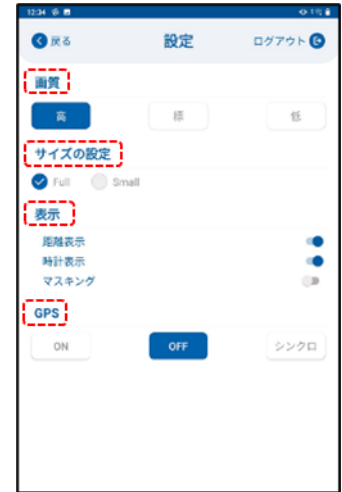 12:34
1%
戻る 設定 ログアウト
画質
高 標 低
サイズの設定
Full Small
表示
距離表示
時計表示
マスキング
GPS
ON OFF シンクロ